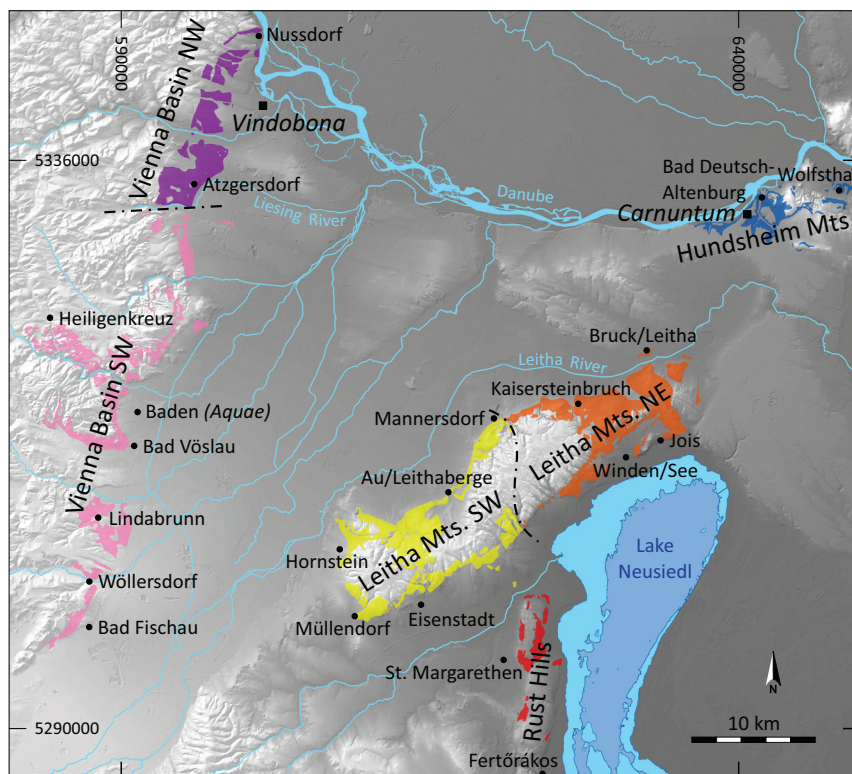 590000
640000
Nussdorf
Vienna Basin NW
Vindobona
5336000
Atzgersdorf
Liesing River
Danube
Bad Deutsch-
Altenburg
Wolfsthal
Carnuntum
Hundsheim Mts
Heiligenkreuz
Vienna Basin SW
Baden (Aquae)
Bad Vöslau
Lindabrunn
Wöllersdorf
Bad Fischau
Bruck/Leitha
Leitha River
Kaisersteinbruch
Mannersdorf
Leitha Mts. NE
Jois
Winden/See
Au/Leithaberge
Leitha Mts. SW
Hornstein
Müllendorf
Eisenstadt
Lake
Neusiedl
St. Margarethen
Rust Hills
Fertőrákos
N
10 km
5290000